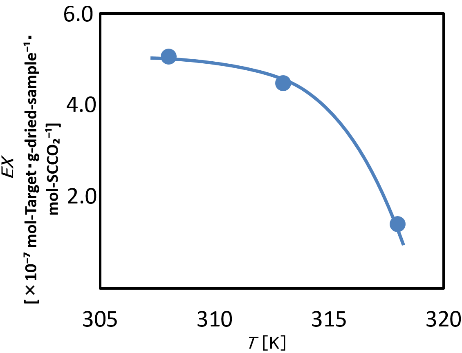 6.0
4.0
2.0
EX
[×10⁻⁷ mol-Target・g-dried-sample⁻¹・
mol-SCCO₂⁻¹]
305 310 315 320
T [K]